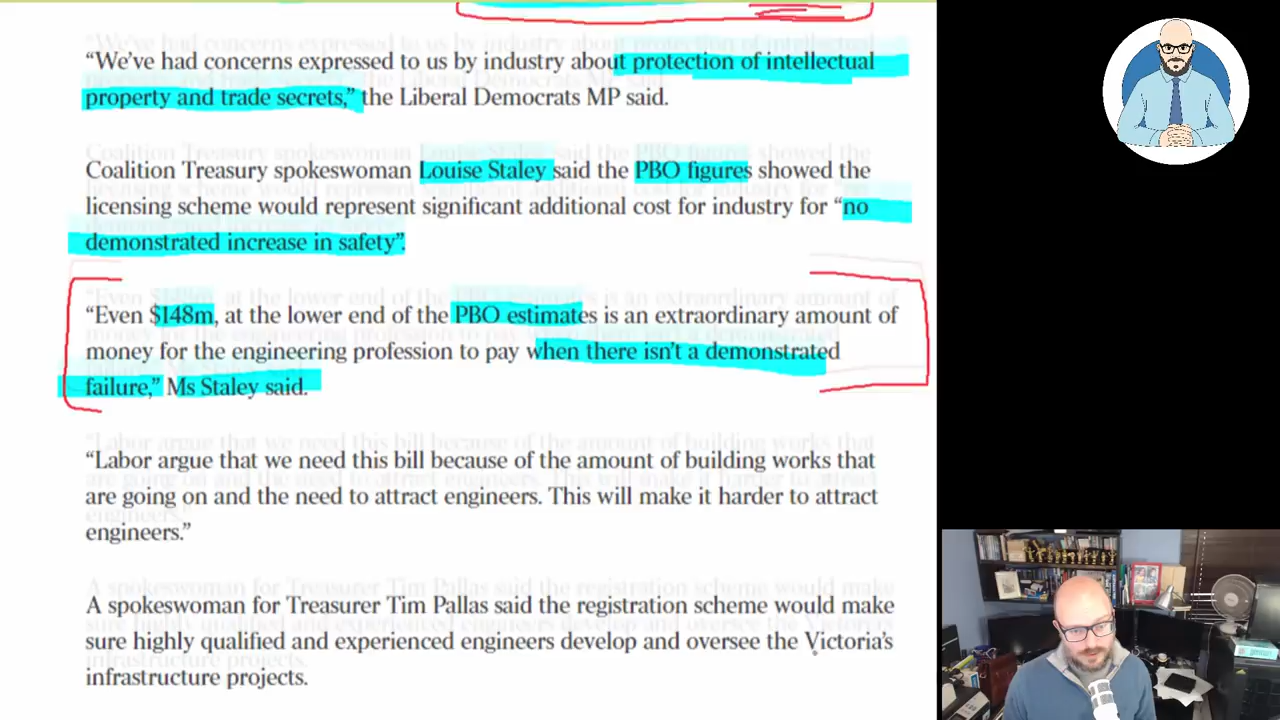 “We’ve had concerns expressed to us by industry about protection of intellectual
property and trade secrets,” the Liberal Democrats MP said.
Coalition Treasury spokeswoman Louise Staley said the PBO figures showed the
licensing scheme would represent significant additional cost for industry for “no
demonstrated increase in safety”.
“Even $148m, at the lower end of the PBO estimates is an extraordinary amount of
money for the engineering profession to pay when there isn’t a demonstrated
failure,” Ms Staley said.
“Labor argue that we need this bill because of the amount of building works that
are going on and the need to attract engineers. This will make it harder to attract
engineers.”
A spokeswoman for Treasurer Tim Pallas said the registration scheme would make
sure highly qualified and experienced engineers develop and oversee the Victoria’s
infrastructure projects.